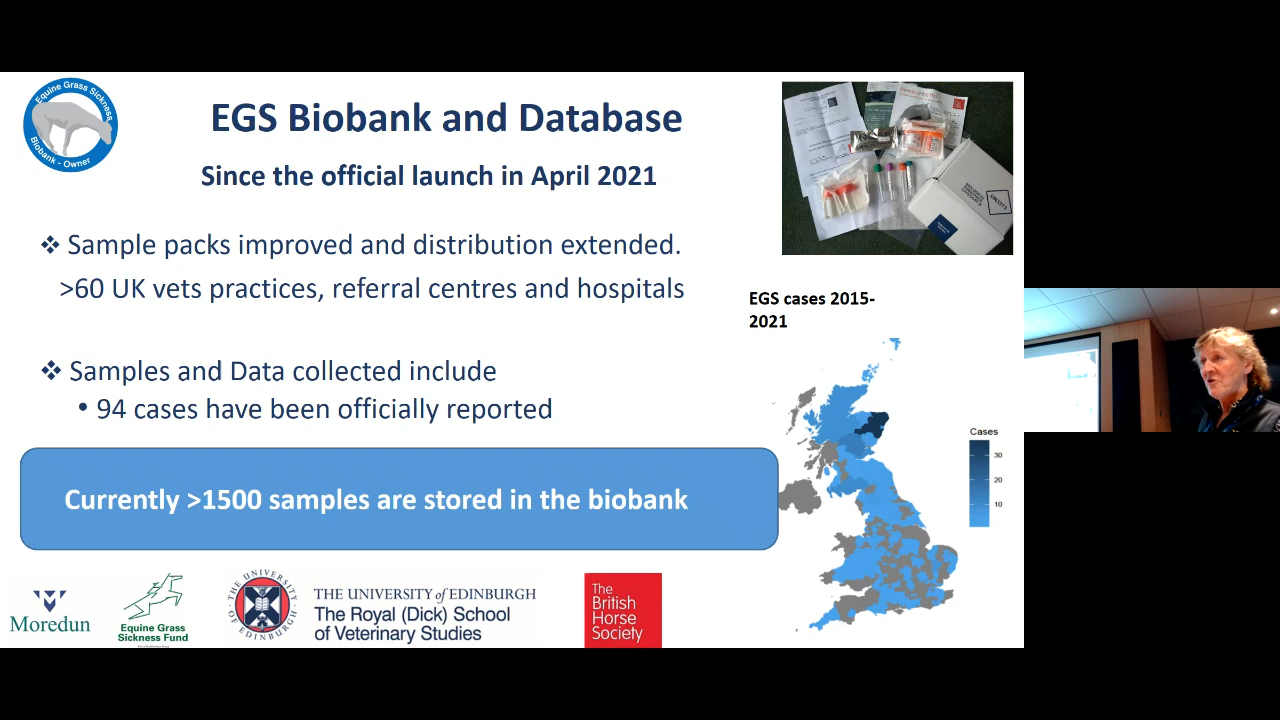 Equine Grass Sickness
Biobank - Owner
EGS Biobank and Database
Since the official launch in April 2021
❖ Sample packs improved and distribution extended.
>60 UK vets practices, referral centres and hospitals
❖ Samples and Data collected include
• 94 cases have been officially reported
Currently >1500 samples are stored in the biobank
EGS cases 2015-
2021
Cases
30
20
10
Moredun
Equine Grass
Sickness Fund
THE UNIVERSITY OF EDINBURGH
THE UNIVERSITY of EDINBURGH
The Royal (Dick) School
of Veterinary Studies
The
British
Horse
Society